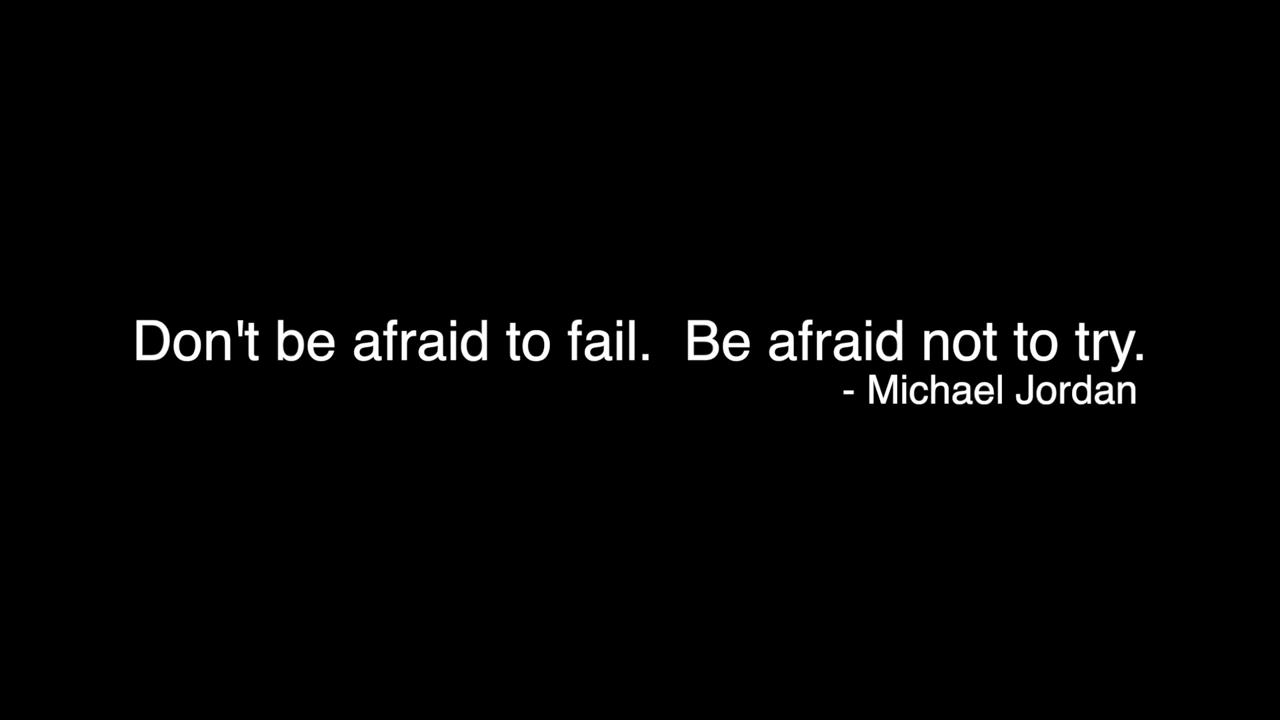 Don't be afraid to fail.  Be afraid not to try.
- Michael Jordan